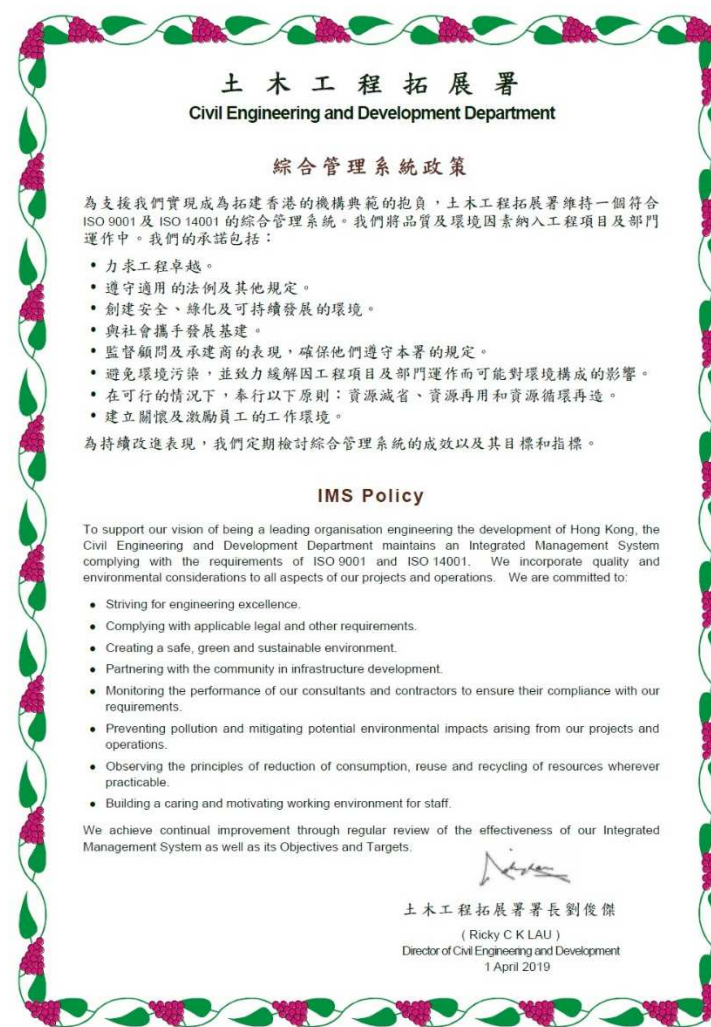 土木工程拓展署
Civil Engineering and Development Department
綜合管理系統政策
為支援我們實現成為拓建香港的機構典範的抱負，土木工程拓展署維持一個符合
ISO 9001 及 ISO 14001 的綜合管理系統。我們將品質及環境因素納入工程項目及部門
運作中。我們的承諾包括：
• 力求工程卓越。
• 遵守適用的法例及其他規定。
• 創建安全、綠化及可持續發展的環境。
• 與社會攜手發展基建。
• 監督顧問及承建商的表現，確保他們遵守本署的規定。
• 避免環境污染，並致力緩解因工程項目及部門運作而可能對環境構成的影響。
• 在可行的情況下，奉行以下原則：資源減省、資源再用和資源循環再造。
• 建立關懷及激勵員工的工作環境。
為持續改進表現，我們定期檢討綜合管理系統的成效以及其目標和指標。
IMS Policy
To support our vision of being a leading organisation engineering the development of Hong Kong, the
Civil Engineering and Development Department maintains an Integrated Management System
complying with the requirements of ISO 9001 and ISO 14001. We incorporate quality and
environmental considerations to all aspects of our projects and operations. We are committed to:
• Striving for engineering excellence.
• Complying with applicable legal and other requirements.
• Creating a safe, green and sustainable environment.
• Partnering with the community in infrastructure development.
• Monitoring the performance of our consultants and contractors to ensure their compliance with our
requirements.
• Preventing pollution and mitigating potential environmental impacts arising from our projects and
operations.
• Observing the principles of reduction of consumption, reuse and recycling of resources wherever
practicable.
• Building a caring and motivating working environment for staff.
We achieve continual improvement through regular review of the effectiveness of our Integrated
Management System as well as its Objectives and Targets.
土木工程拓展署署長劉俊傑
( Ricky C K LAU )
Director of Civil Engineering and Development
1 April 2019